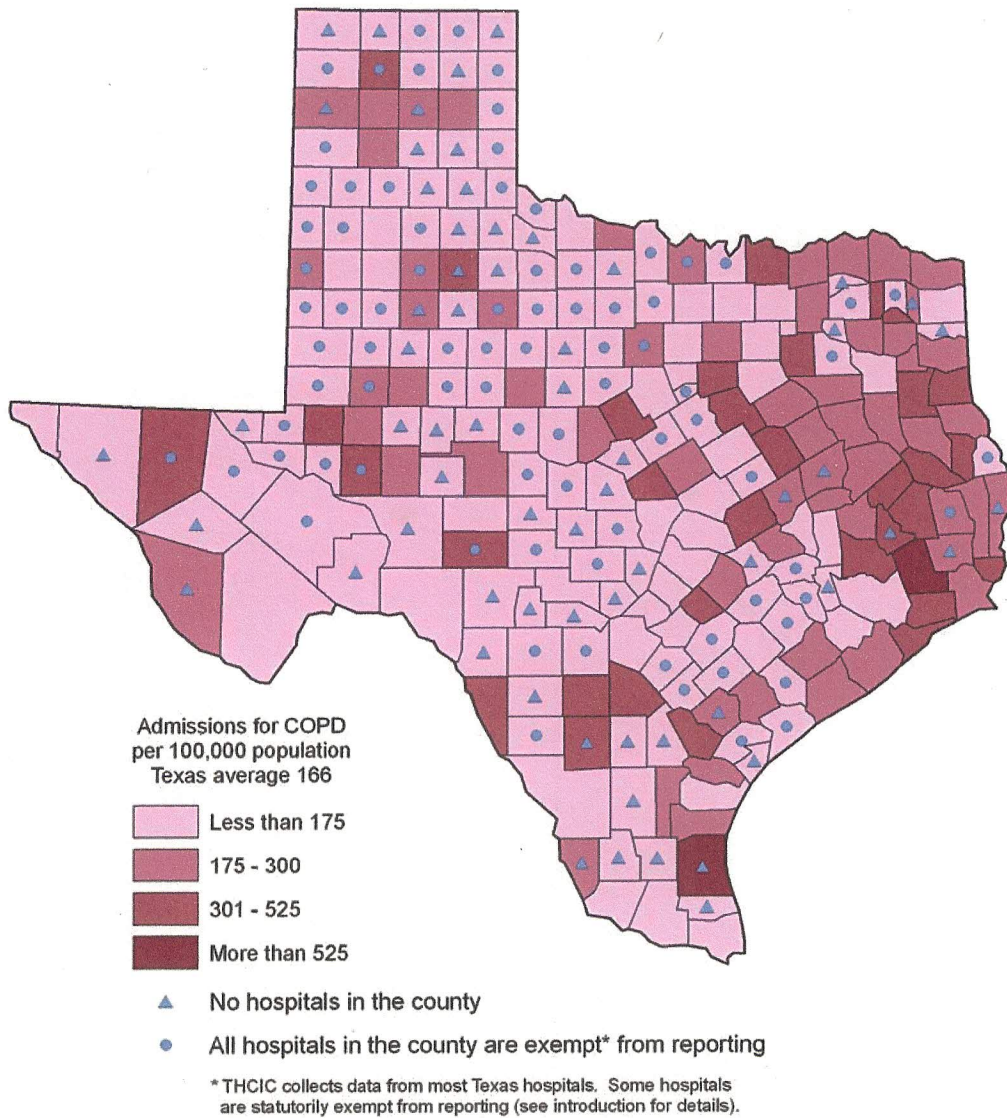 Admissions for COPD
per 100,000 population
Texas average 166
Less than 175
175 - 300
301 - 525
More than 525
No hospitals in the county
All hospitals in the county are exempt* from reporting
* THCIC collects data from most Texas hospitals. Some hospitals
are statutorily exempt from reporting (see introduction for details).